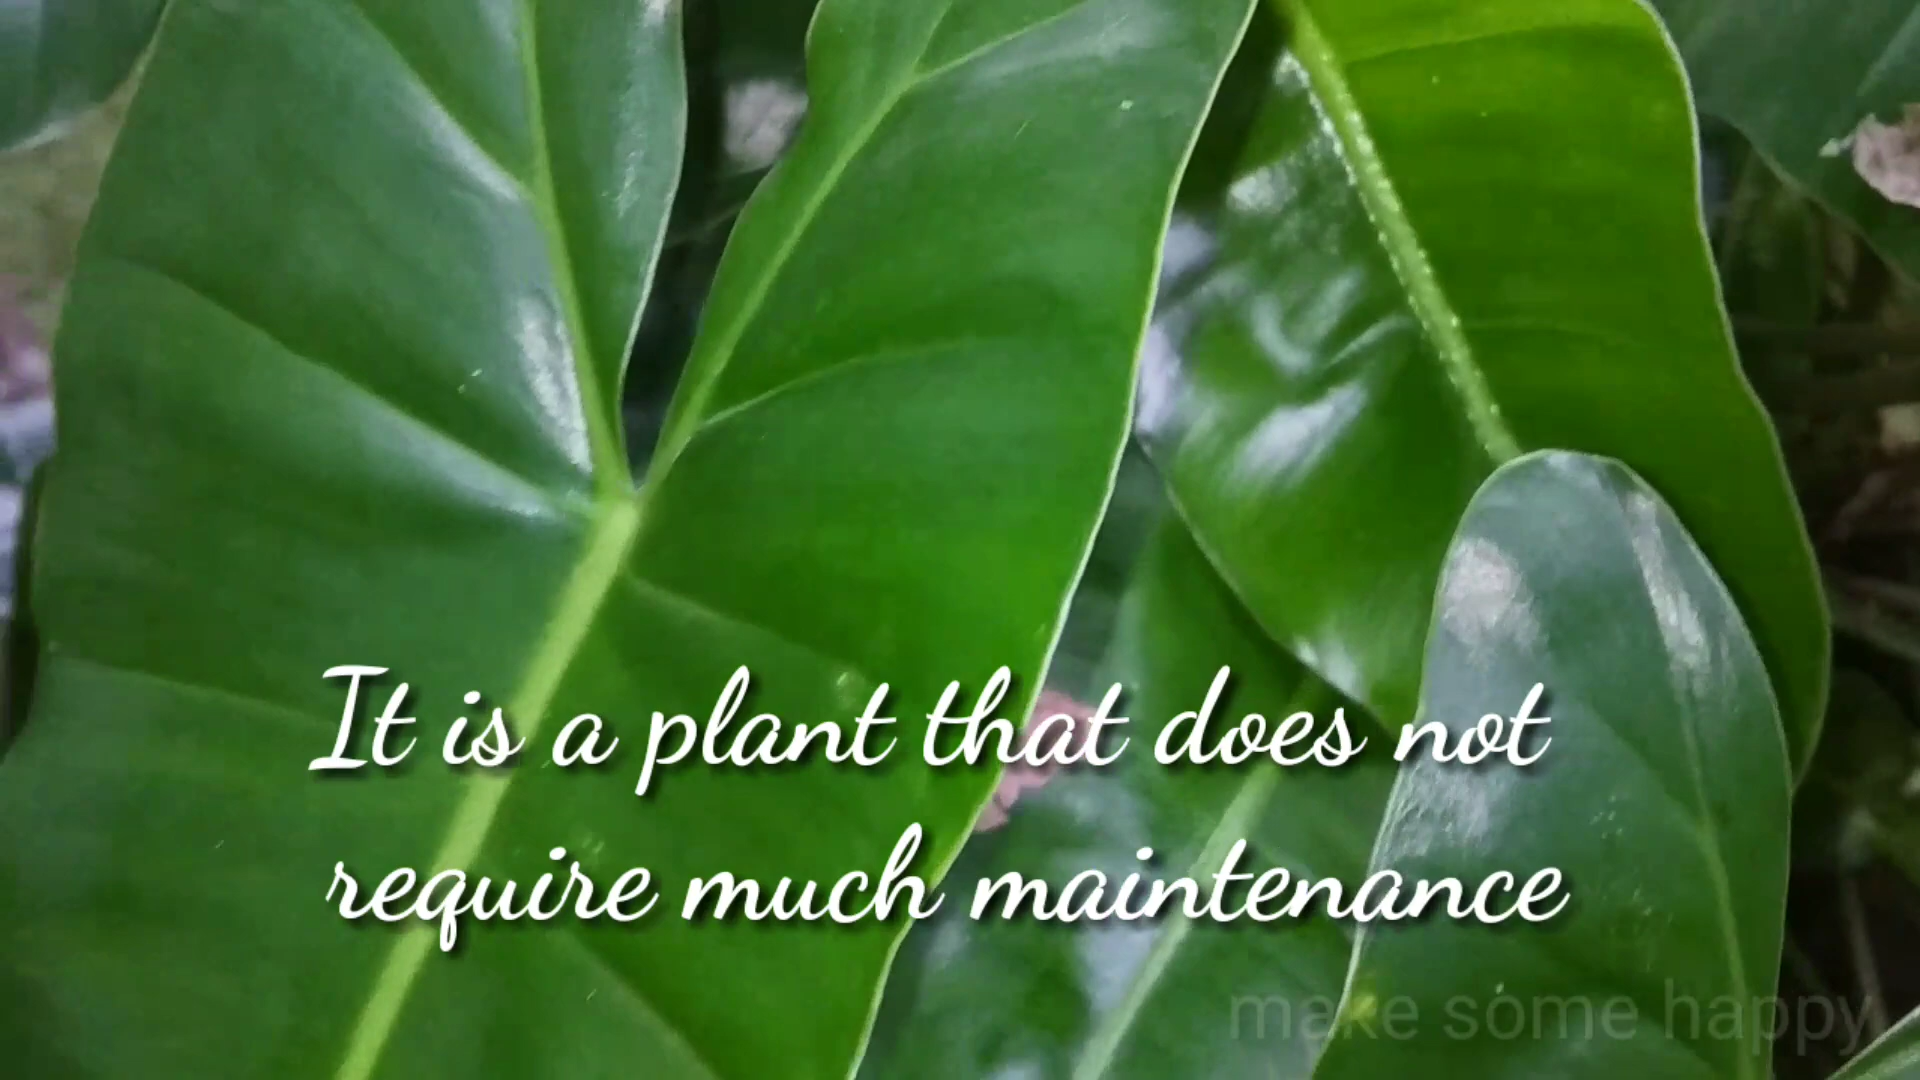 It is a plant that does not
require much maintenance
make some happy